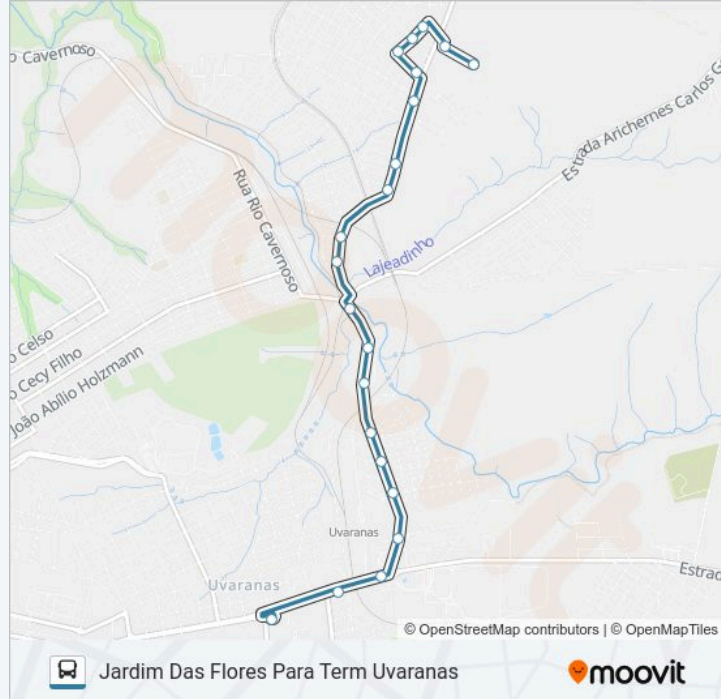 o Cavernoso
Estrada Arichernes Carlos G
Rua Rio Cavernoso
Lajeadinho
o Celso
o Cecy Filho
João Abílio Holzmann
Uvaranas
Uvaranas
Estrad
© OpenStreetMap contributors | © OpenMapTiles
Jardim Das Flores Para Term Uvaranas
moovit